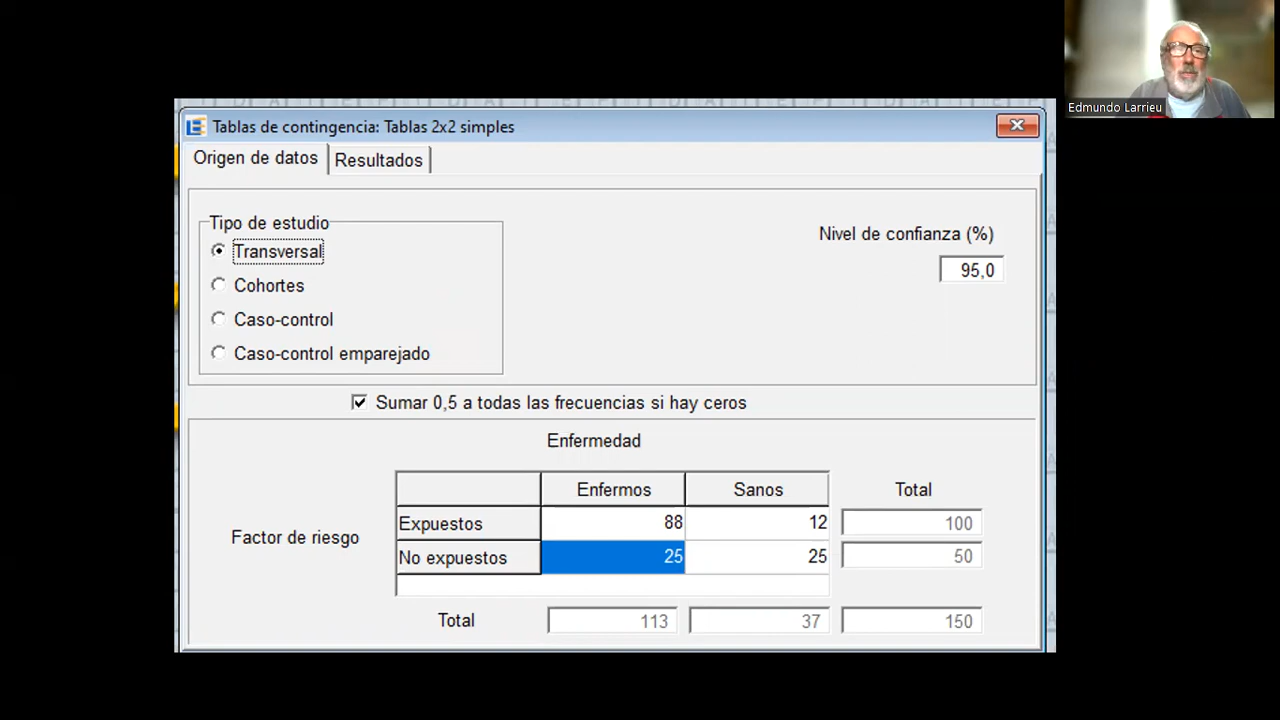 Edmundo Larrieu
Tablas de contingencia: Tablas 2x2 simples
Origen de datos Resultados
Tipo de estudio
Transversal
Cohortes
Caso-control
Caso-control emparejado
Nivel de confianza (%)
95,0
Sumar 0,5 a todas las frecuencias si hay ceros
Enfermedad
Enfermos Sanos Total
Factor de riesgo
Expuestos 88 12 100
No expuestos 25 25 50
Total 113 37 150